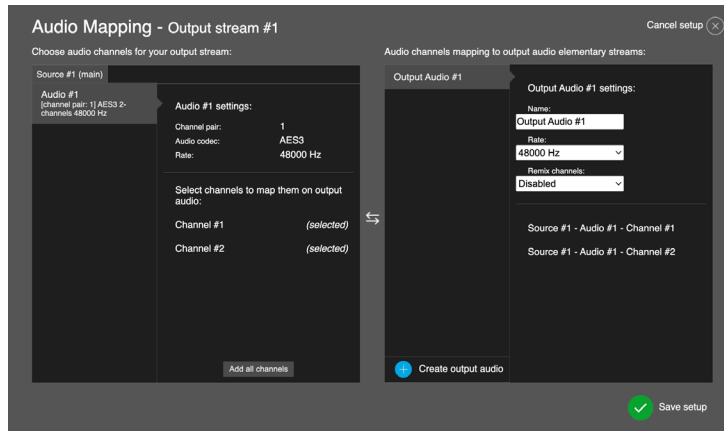 Audio Mapping - Output stream #1
Cancel setup
Choose audio channels for your output stream:
Audio channels mapping to output audio elementary streams:
Source #1 (main)
Audio #1
[channel pair: 1] AES3 2-
channels 48000 Hz
Audio #1 settings:
Channel pair: 1
Audio codec: AES3
Rate: 48000 Hz
Select channels to map them on output
audio:
Channel #1 (selected)
Channel #2 (selected)
Add all channels
Output Audio #1
Output Audio #1 settings:
Name:
Output Audio #1
Rate:
48000 Hz
Remix channels:
Disabled
Source #1 - Audio #1 - Channel #1
Source #1 - Audio #1 - Channel #2
Create output audio
Save setup